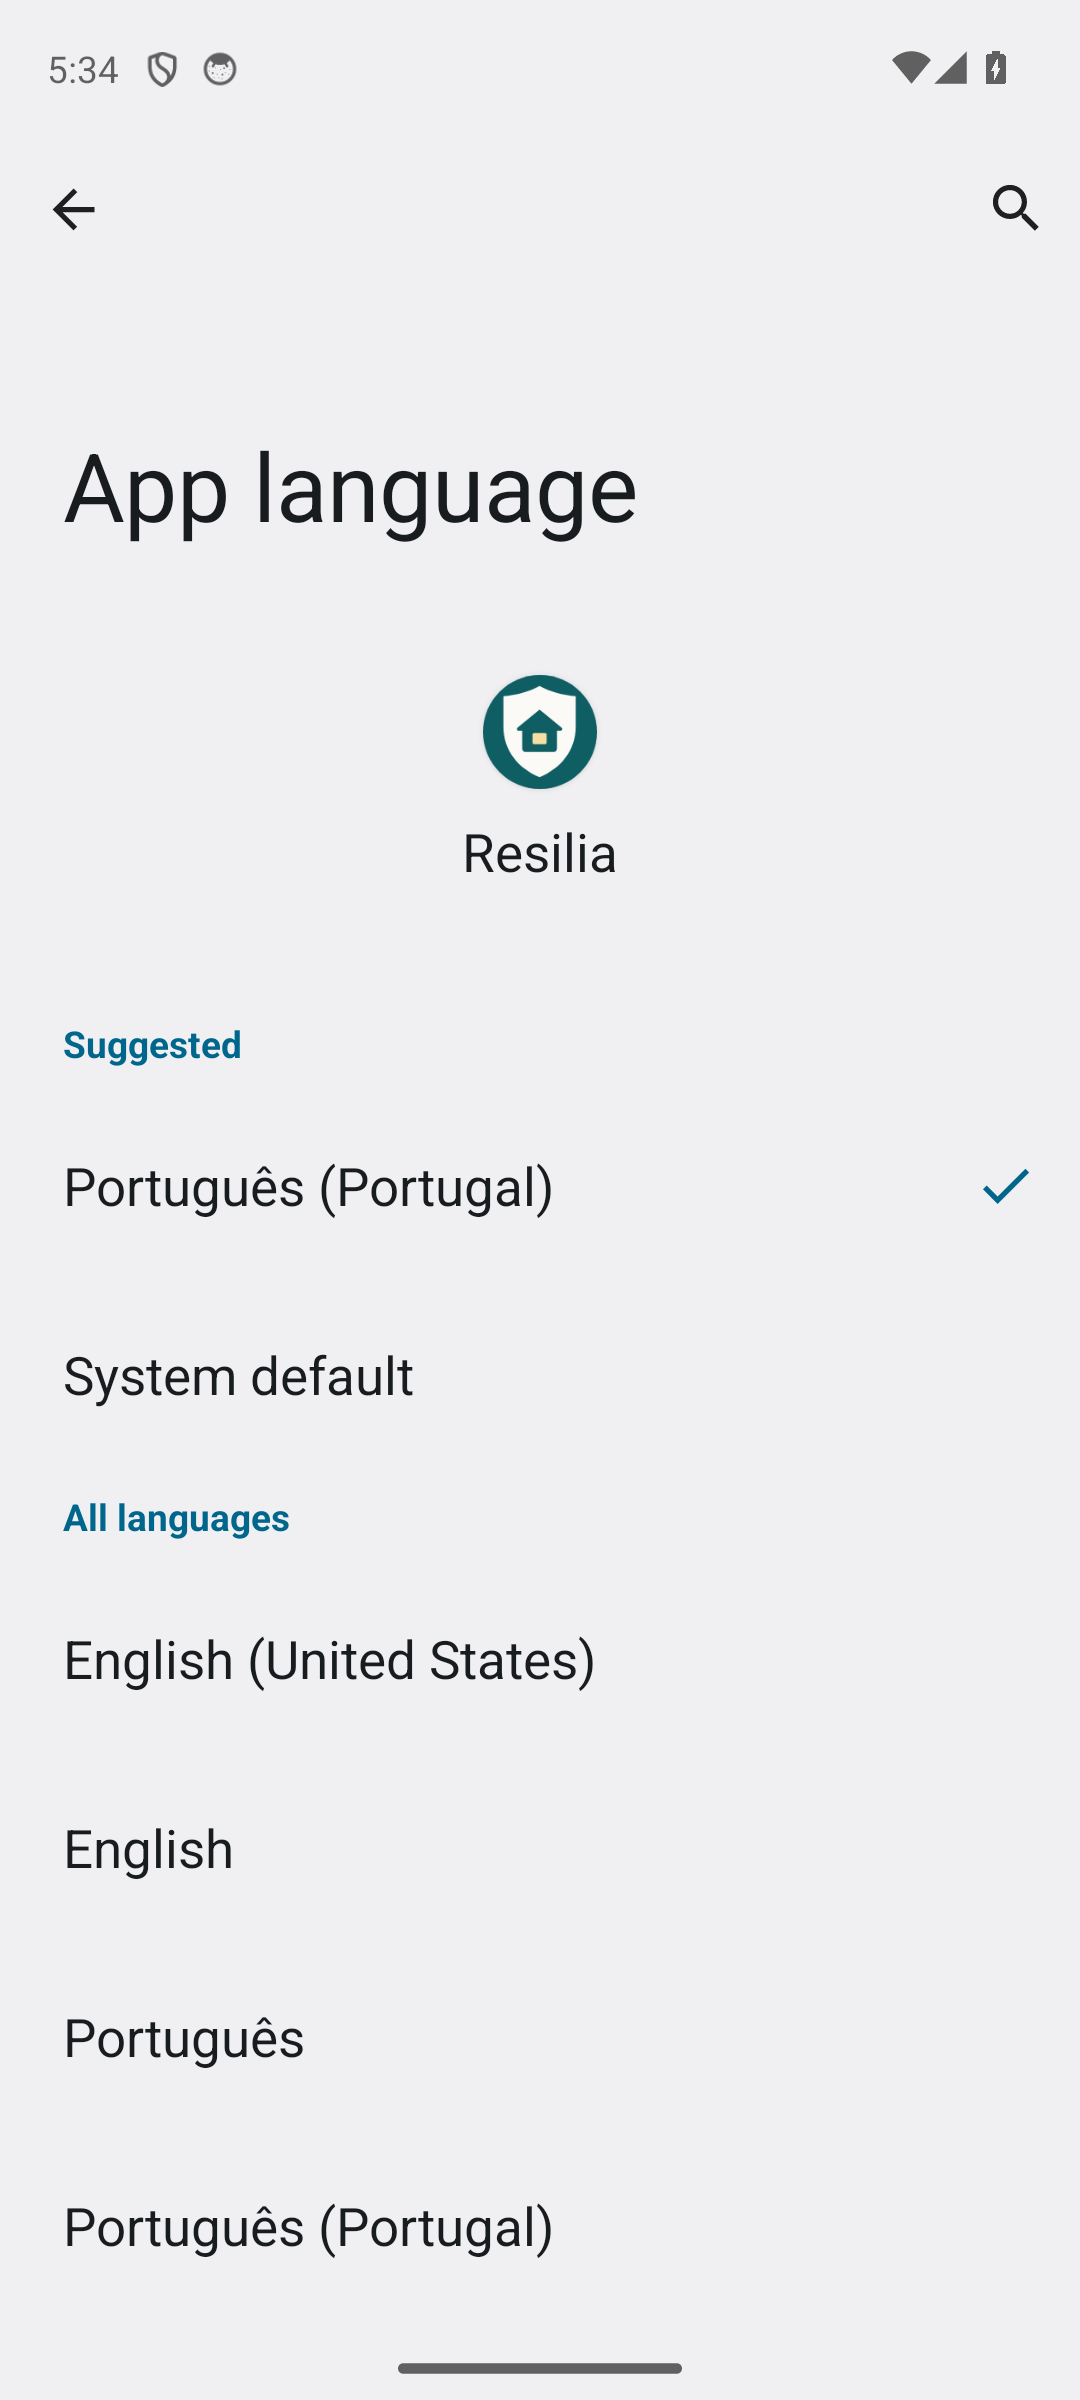 5:34
App language
Resilia
Suggested
Português (Portugal)
System default
All languages
English (United States)
English
Português
Português (Portugal)